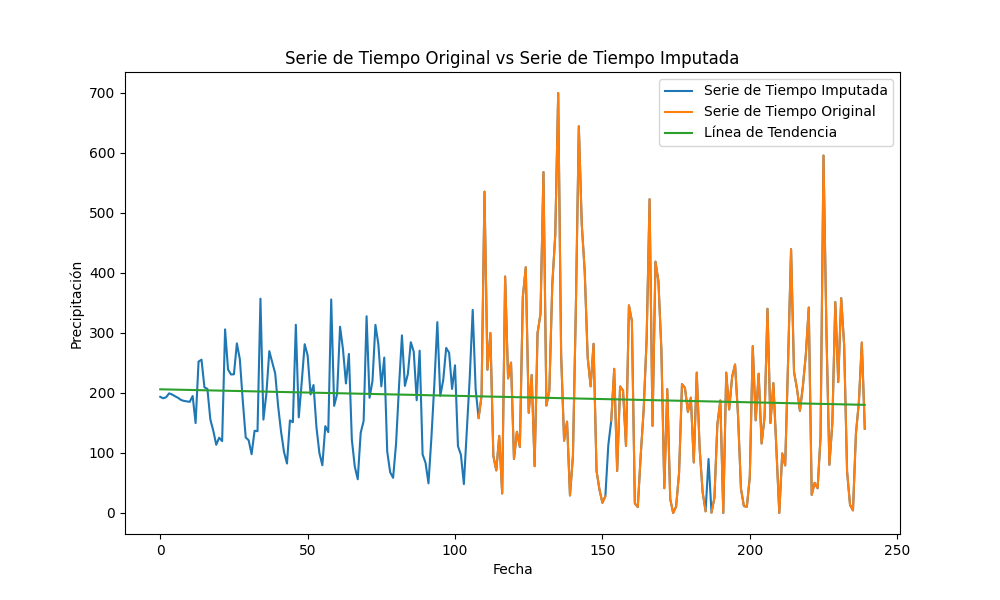 Serie de Tiempo Original vs Serie de Tiempo Imputada
Serie de Tiempo Imputada
Serie de Tiempo Original
Línea de Tendencia
Precipitación
700
600
500
400
300
200
100
0
0 50 100 150 200 250
Fecha